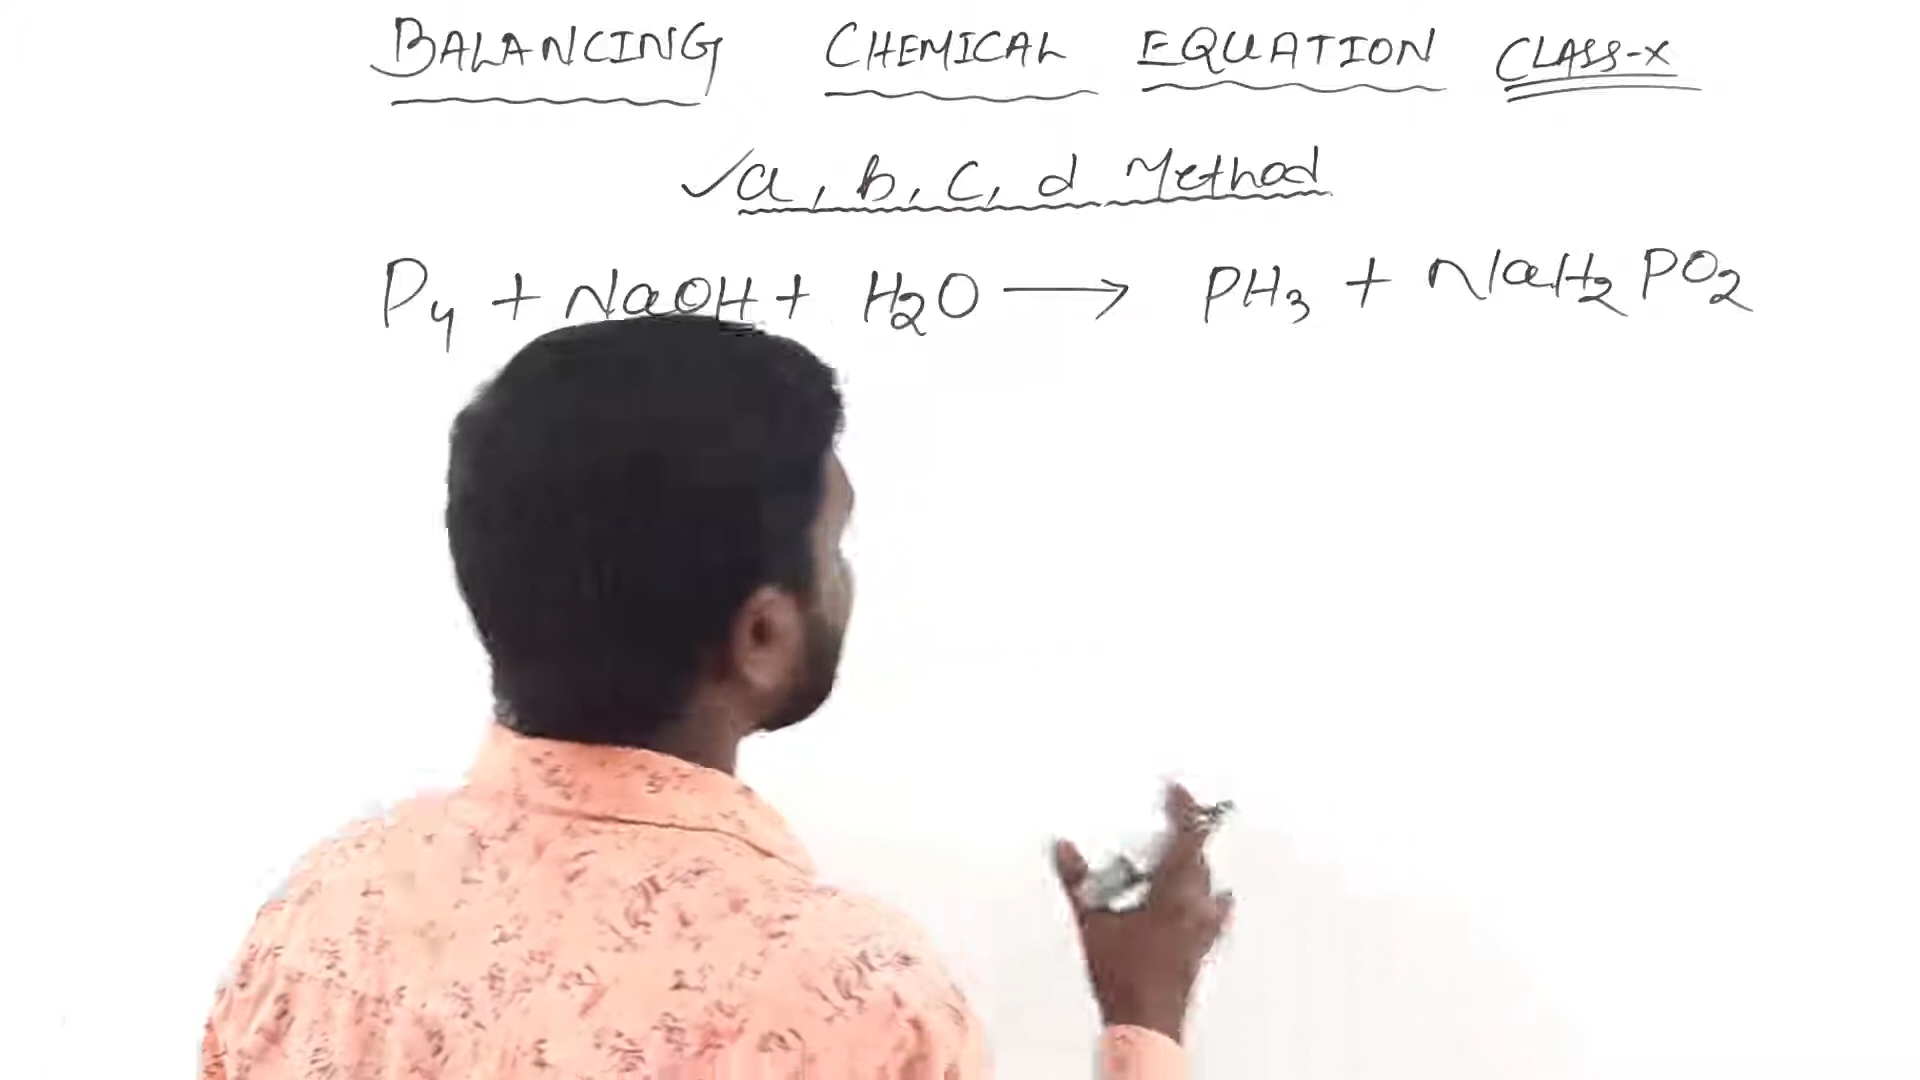 BALANCING CHEMICAL EQUATION CLASS-X
✓a, b, c, d Method
P4 + NaOH + H2O ⟶ PH3 + NaH2PO2